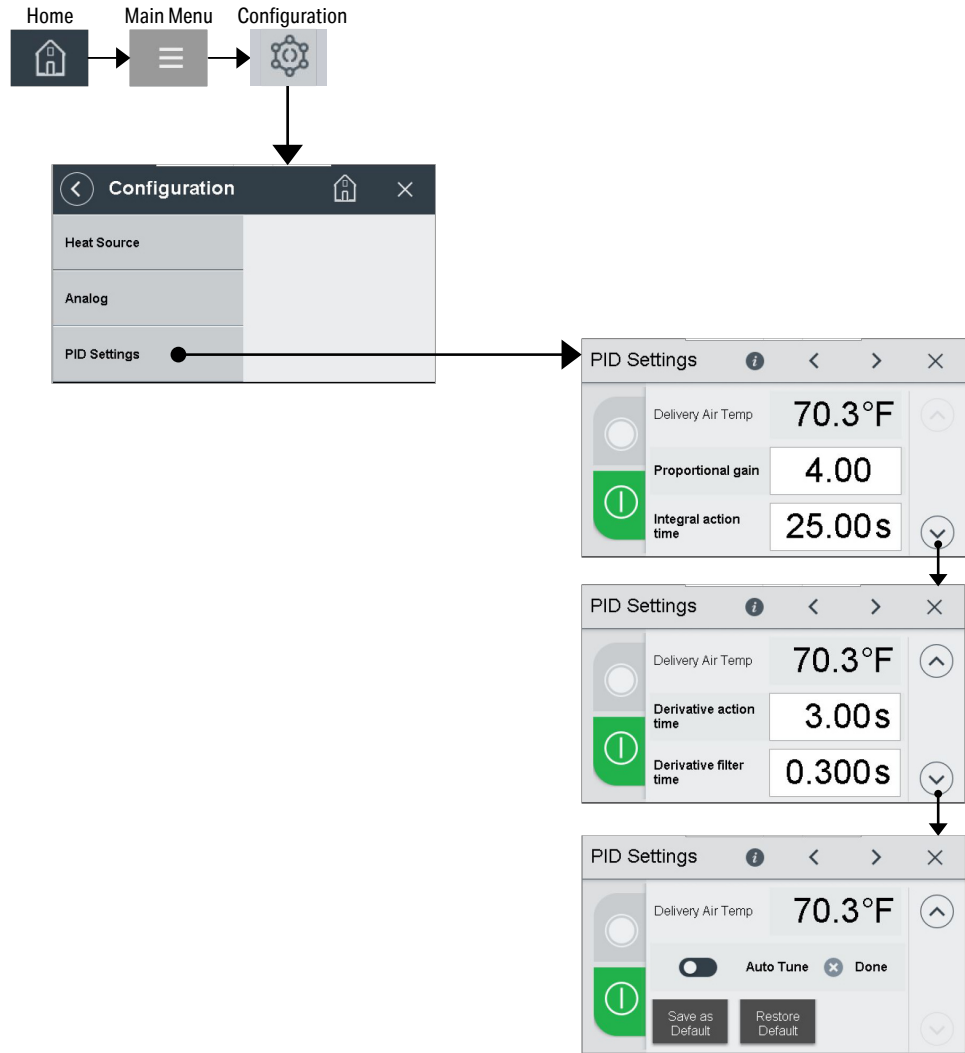 Home Main Menu Configuration
Configuration
Heat Source
Analog
PID Settings
PID Settings
Delivery Air Temp 70.3°F
Proportional gain 4.00
Integral action
time 25.00s
PID Settings
Delivery Air Temp 70.3°F
Derivative action
time 3.00s
Derivative filter
time 0.300s
PID Settings
Delivery Air Temp 70.3°F
Auto Tune Done
Save as
Default
Restore
Default